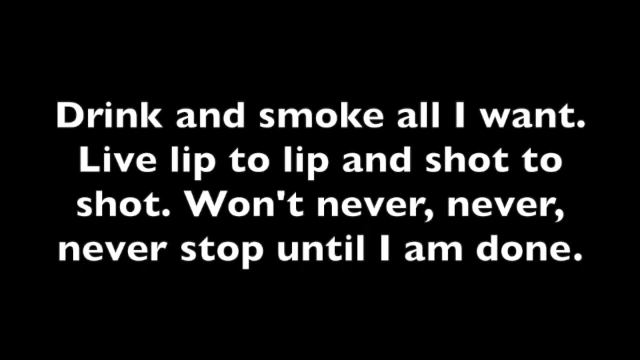 Drink and smoke all I want.
Live lip to lip and shot to
shot. Won't never, never,
never stop until I am done.